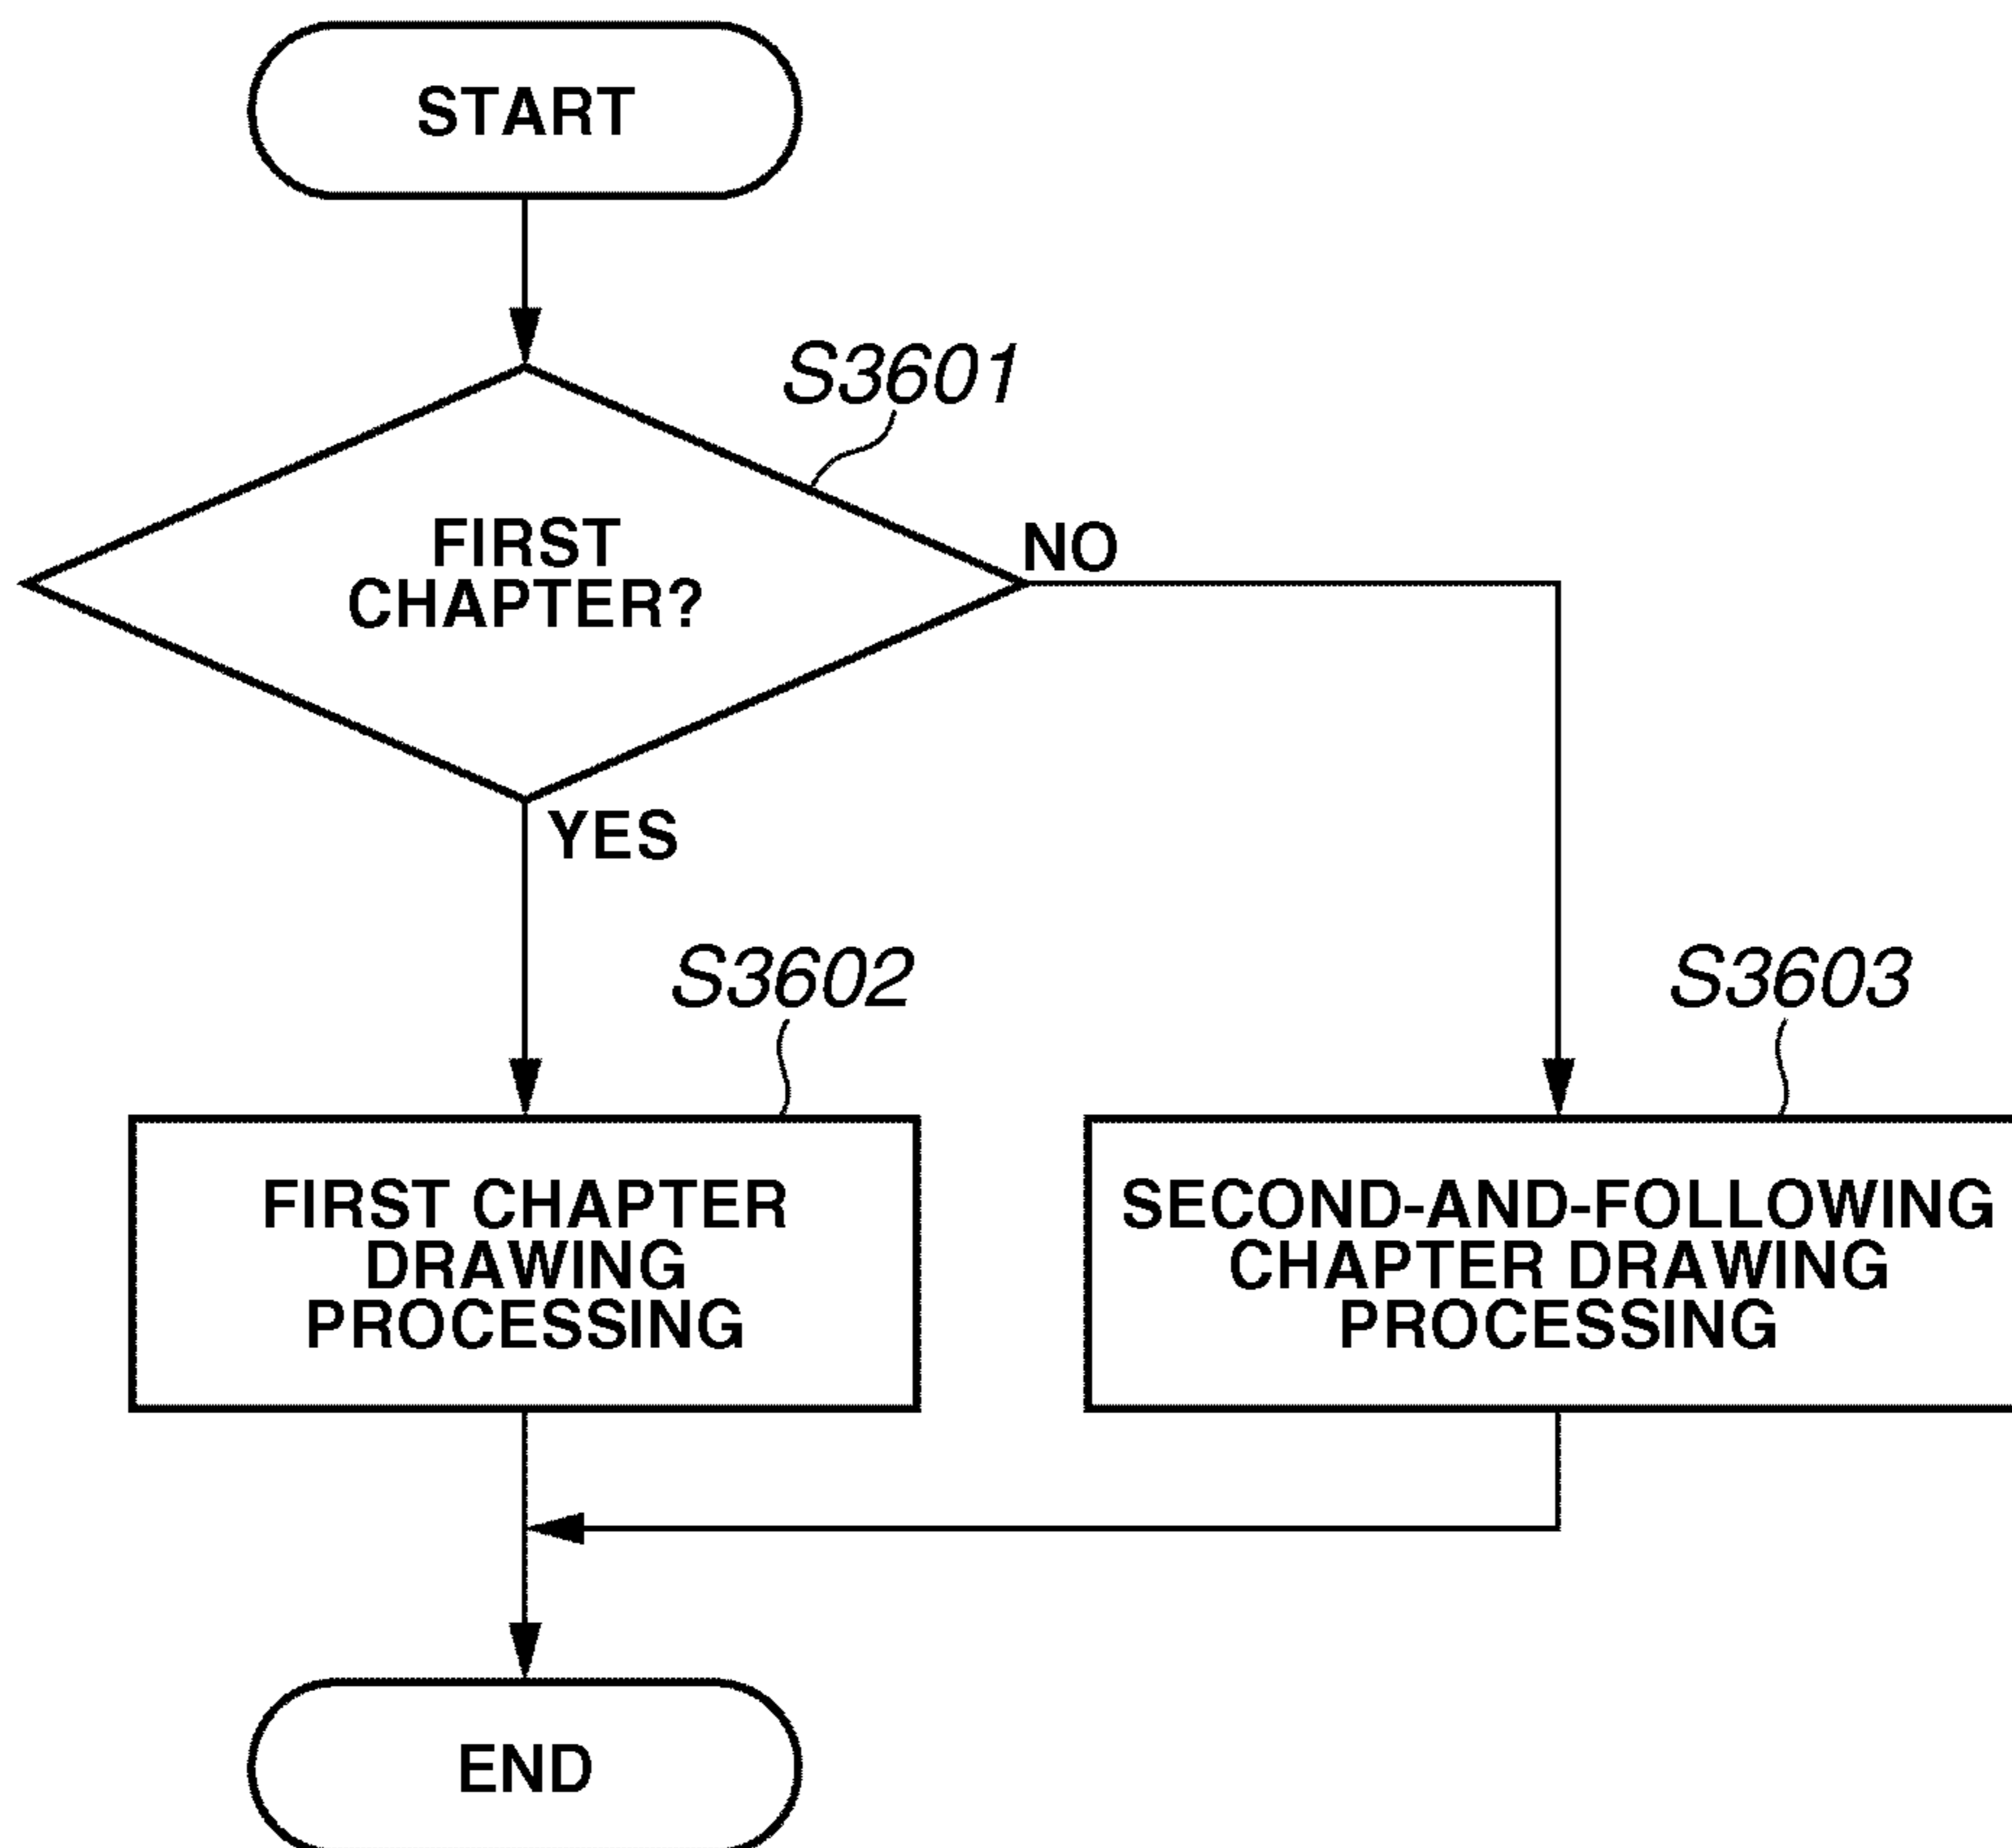 START
S3601
FIRST
CHAPTER?
NO
YES
S3602
S3603
FIRST CHAPTER
DRAWING
PROCESSING
SECOND-AND-FOLLOWING
CHAPTER DRAWING
PROCESSING
END